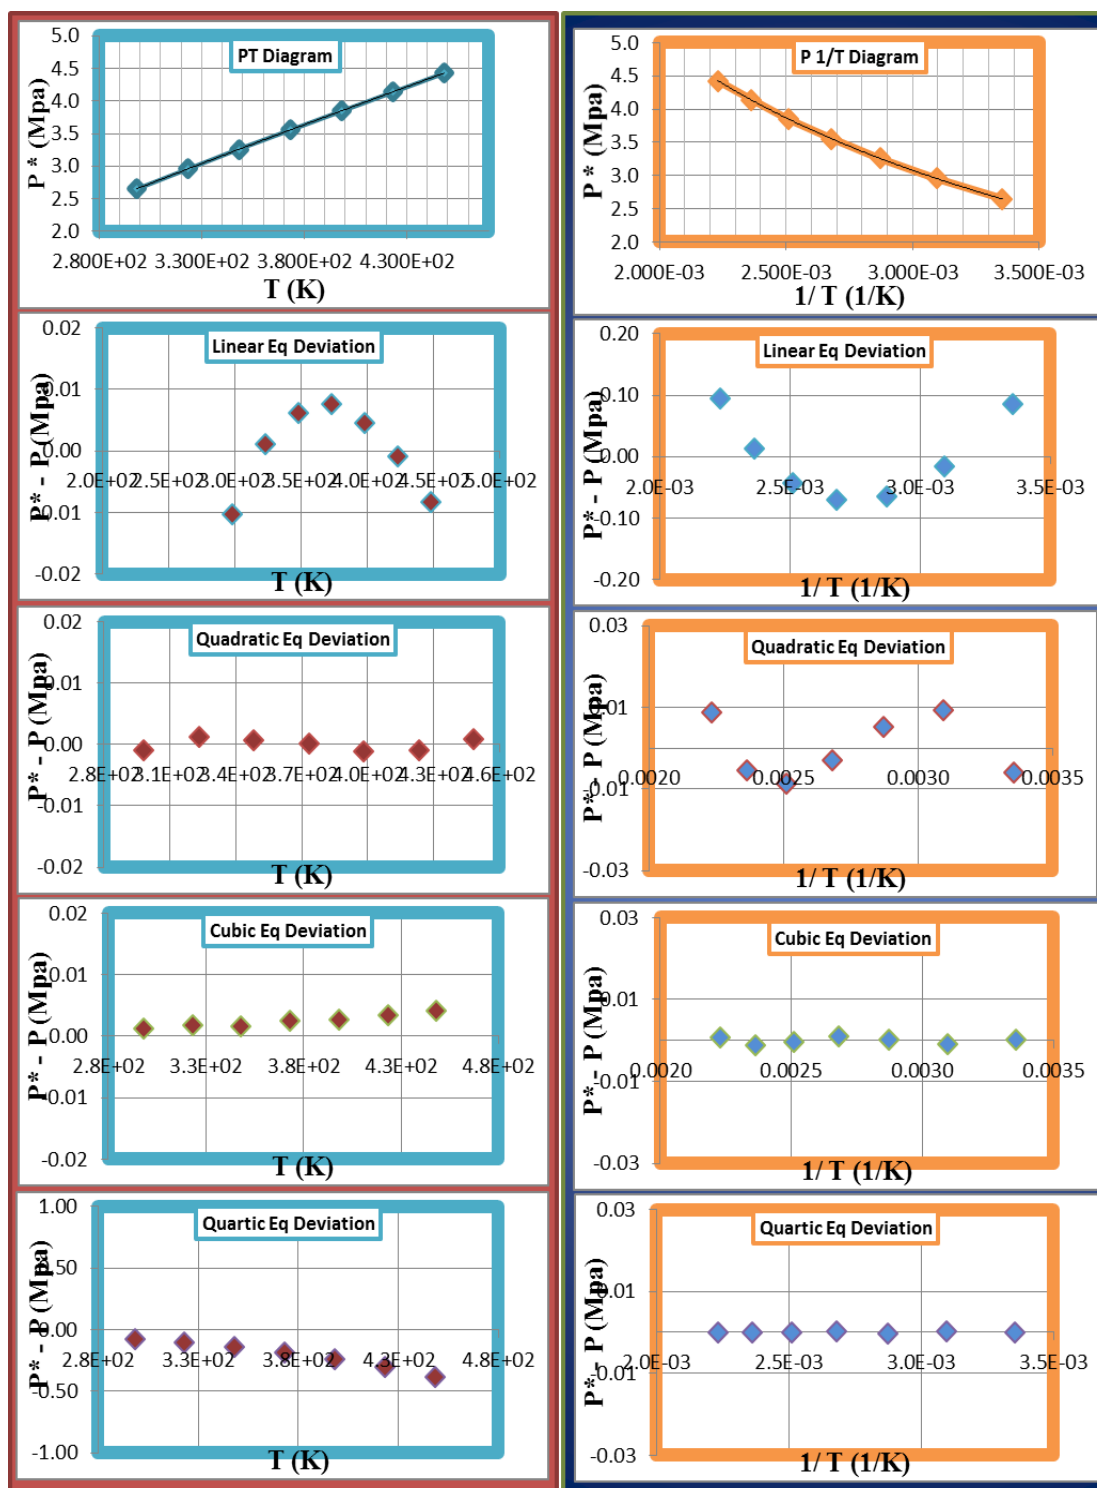 PT Diagram
P * (Mpa)
5.0
4.5
4.0
3.5
3.0
2.5
2.0
2.800E+02 3.300E+02 3.800E+02 4.300E+02
T (K)
Linear Eq Deviation
P* - P (Mpa)
0.02
0.01
0.00
-0.01
-0.02
2.0E+02 2.5E+02 3.0E+02 3.5E+02 4.0E+02 4.5E+02 5.0E+02
T (K)
Quadratic Eq Deviation
P* - P (Mpa)
0.02
0.01
0.00
-0.01
-0.02
2.8E+02 3.1E+02 3.4E+02 3.7E+02 4.0E+02 4.3E+02 4.6E+02
T (K)
Cubic Eq Deviation
P* - P (Mpa)
0.02
0.01
0.00
-0.01
-0.02
2.8E+02 3.3E+02 3.8E+02 4.3E+02 4.8E+02
T (K)
Quartic Eq Deviation
P* - P (Mpa)
1.00
0.50
0.00
-0.50
-1.00
2.8E+02 3.3E+02 3.8E+02 4.3E+02 4.8E+02
T (K)
P 1/T Diagram
P * (Mpa)
5.0
4.5
4.0
3.5
3.0
2.5
2.0
2.000E-03 2.500E-03 3.000E-03 3.500E-03
1/ T (1/K)
Linear Eq Deviation
P* - P (Mpa)
0.20
0.10
0.00
-0.10
-0.20
2.0E-03 2.5E-03 3.0E-03 3.5E-03
1/ T (1/K)
Quadratic Eq Deviation
P* - P (Mpa)
0.03
0.01
-0.01
-0.03
0.0020 0.0025 0.0030 0.0035
1/ T (1/K)
Cubic Eq Deviation
P* - P (Mpa)
0.03
0.01
-0.01
-0.03
0.0020 0.0025 0.0030 0.0035
1/ T (1/K)
Quartic Eq Deviation
P* - P (Mpa)
0.03
0.01
-0.01
-0.03
2.0E-03 2.5E-03 3.0E-03 3.5E-03
1/ T (1/K)